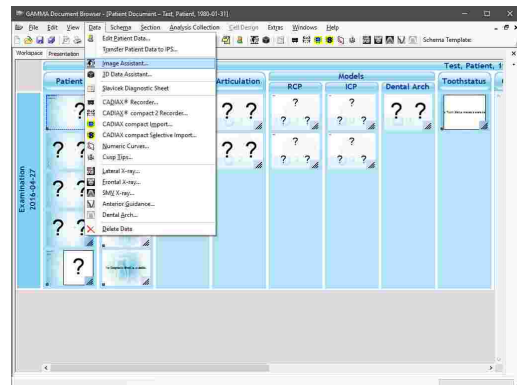 GAMMA Document Browser - [Patient Document - Test, Patient, 1980-01-31]
File Edit View Data Schema Section Analysis Collection Cell Design Extras Windows Help
Schema Template:
Workspace Presentation
Edit Patient Data...
Transfer Patient Data to IPS...
Image Assistant...
3D Data Assistant...
Slavicek Diagnostic Sheet
CADIAX® Recorder...
CADIAX® compact 2 Recorder...
CADIAX compact Import...
CADIAX compact Selective Import...
Numeric Curves...
Cusp Tips...
Lateral X-ray...
Frontal X-ray...
SMV X-ray...
Anterior Guidance...
Dental Arch...
Delete Data
Test, Patient, 1
Patient Articulation Models Toothstatus
RCP ICP Dental Arch
? ? ? ? ? ? ? ? ? ? ?
? ? ? ? ? ? ? ? ? ?
? ?
? ?
?
Examination
2016-04-27